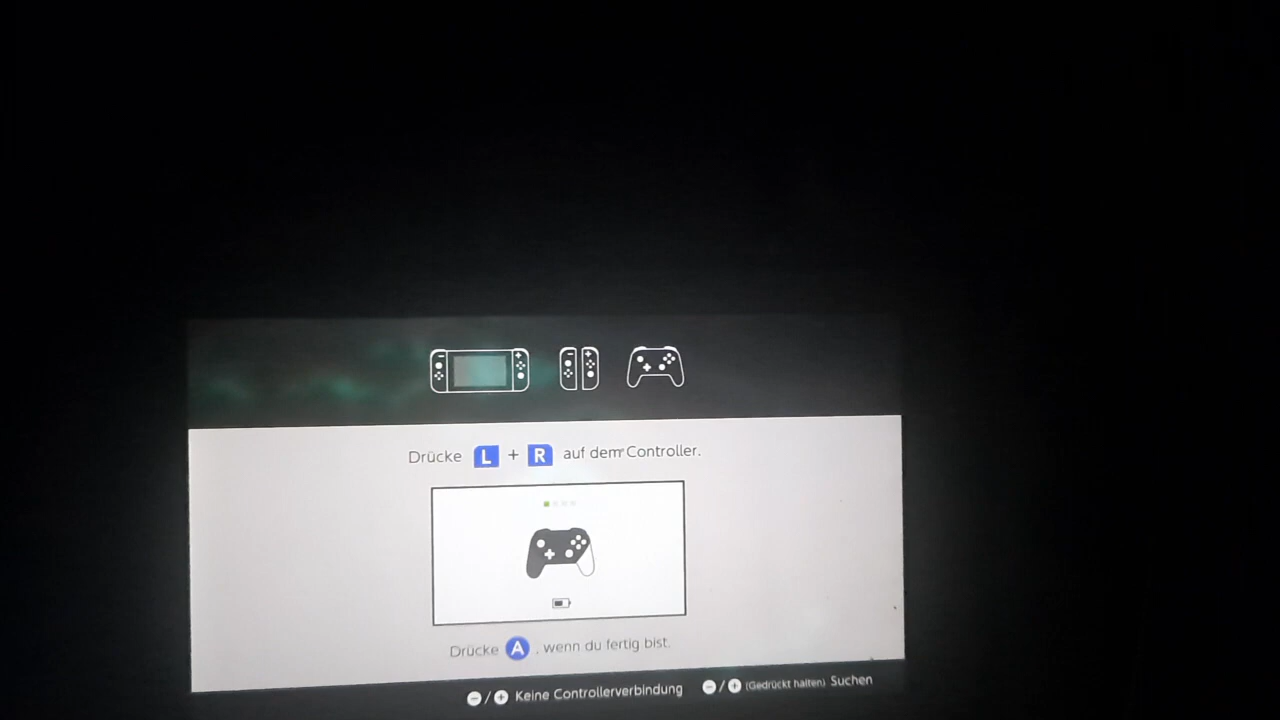 Drücke L + R auf dem Controller.
Drücke A , wenn du fertig bist.
−/+ Keine Controllerverbindung −/+ (Gedrückt halten) Suchen